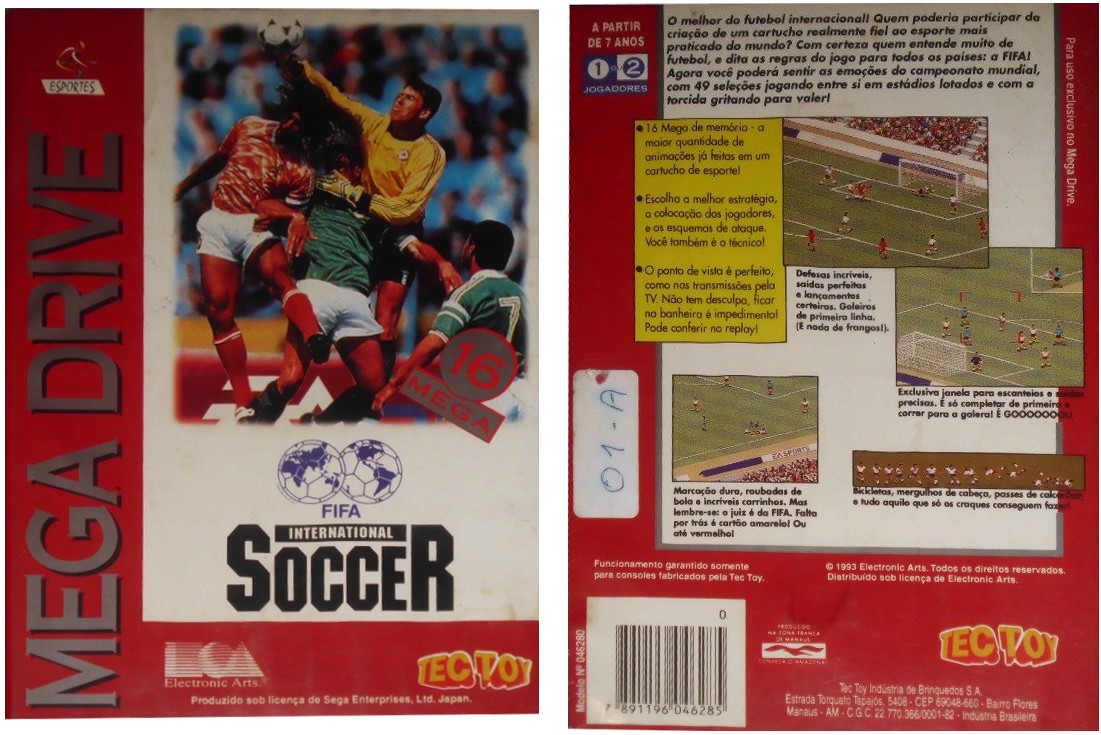 ESPORTES
MEGA DRIVE
7
16
MEGA
FIFA
INTERNATIONAL
SOCCER
EA
Electronic Arts.
TEC TOY
Produzido sob licença de Sega Enterprises, Ltd. Japan.
A PARTIR
DE 7 ANOS
1 OU 2
JOGADORES
O melhor do futebol internacional! Quem poderia participar da
criação de um cartucho realmente fiel ao esporte mais
praticado do mundo? Com certeza quem entende muito de
futebol, e dita as regras do jogo para todos os países: a FIFA!
Agora você poderá sentir as emoções do campeonato mundial,
com 49 seleções jogando entre si em estádios lotados e com a
torcida gritando para valer!
Para uso exclusivo no Mega Drive.
• 16 Mega de memória - a
maior quantidade de
animações já feitas em um
cartucho de esporte!
• Escolha a melhor estratégia,
a colocação dos jogadores,
e os esquemas de ataque.
Você também é o técnico!
• O ponto de vista é perfeito,
como nas transmissões pela
TV. Não tem desculpa, ficar
na banheira é impedimento!
Pode conferir no replay!
Defesas incríveis,
saídas perfeitas
e lançamentos
certeiros. Goleiros
de primeira linha.
(E nada de frangos!).
Exclusiva janela para escanteios e saídas
precisas. É só completar de primeira e
correr para a galera! É GOOOOOOOL!
01-A
EA SPORTS
Marcação dura, roubadas de
bola e incríveis carrinhos. Mas
lembre-se: o juiz é da FIFA. Falta
por trás é cartão amarelo! Ou
até vermelho!
Bicicletas, mergulhos de cabeça, passes de calcanhar,
e tudo aquilo que só os craques conseguem fazer!
Funcionamento garantido somente
para consoles fabricados pela Tec Toy.
© 1993 Electronic Arts. Todos os direitos reservados.
Distribuído sob licença de Electronic Arts.
Modelo Nº 046280
0
7 891196 046285
PRODUZIDO
NA ZONA FRANCA
DE MANAUS
CONHEÇA O AMAZONAS
TEC TOY
Tec Toy Indústria de Brinquedos S.A.
Estrada Torquato Tapajós, 5408 - CEP 69048-660 - Bairro Flores
Manaus - AM - C.G.C. 22.770.366/0001-82 - Indústria Brasileira